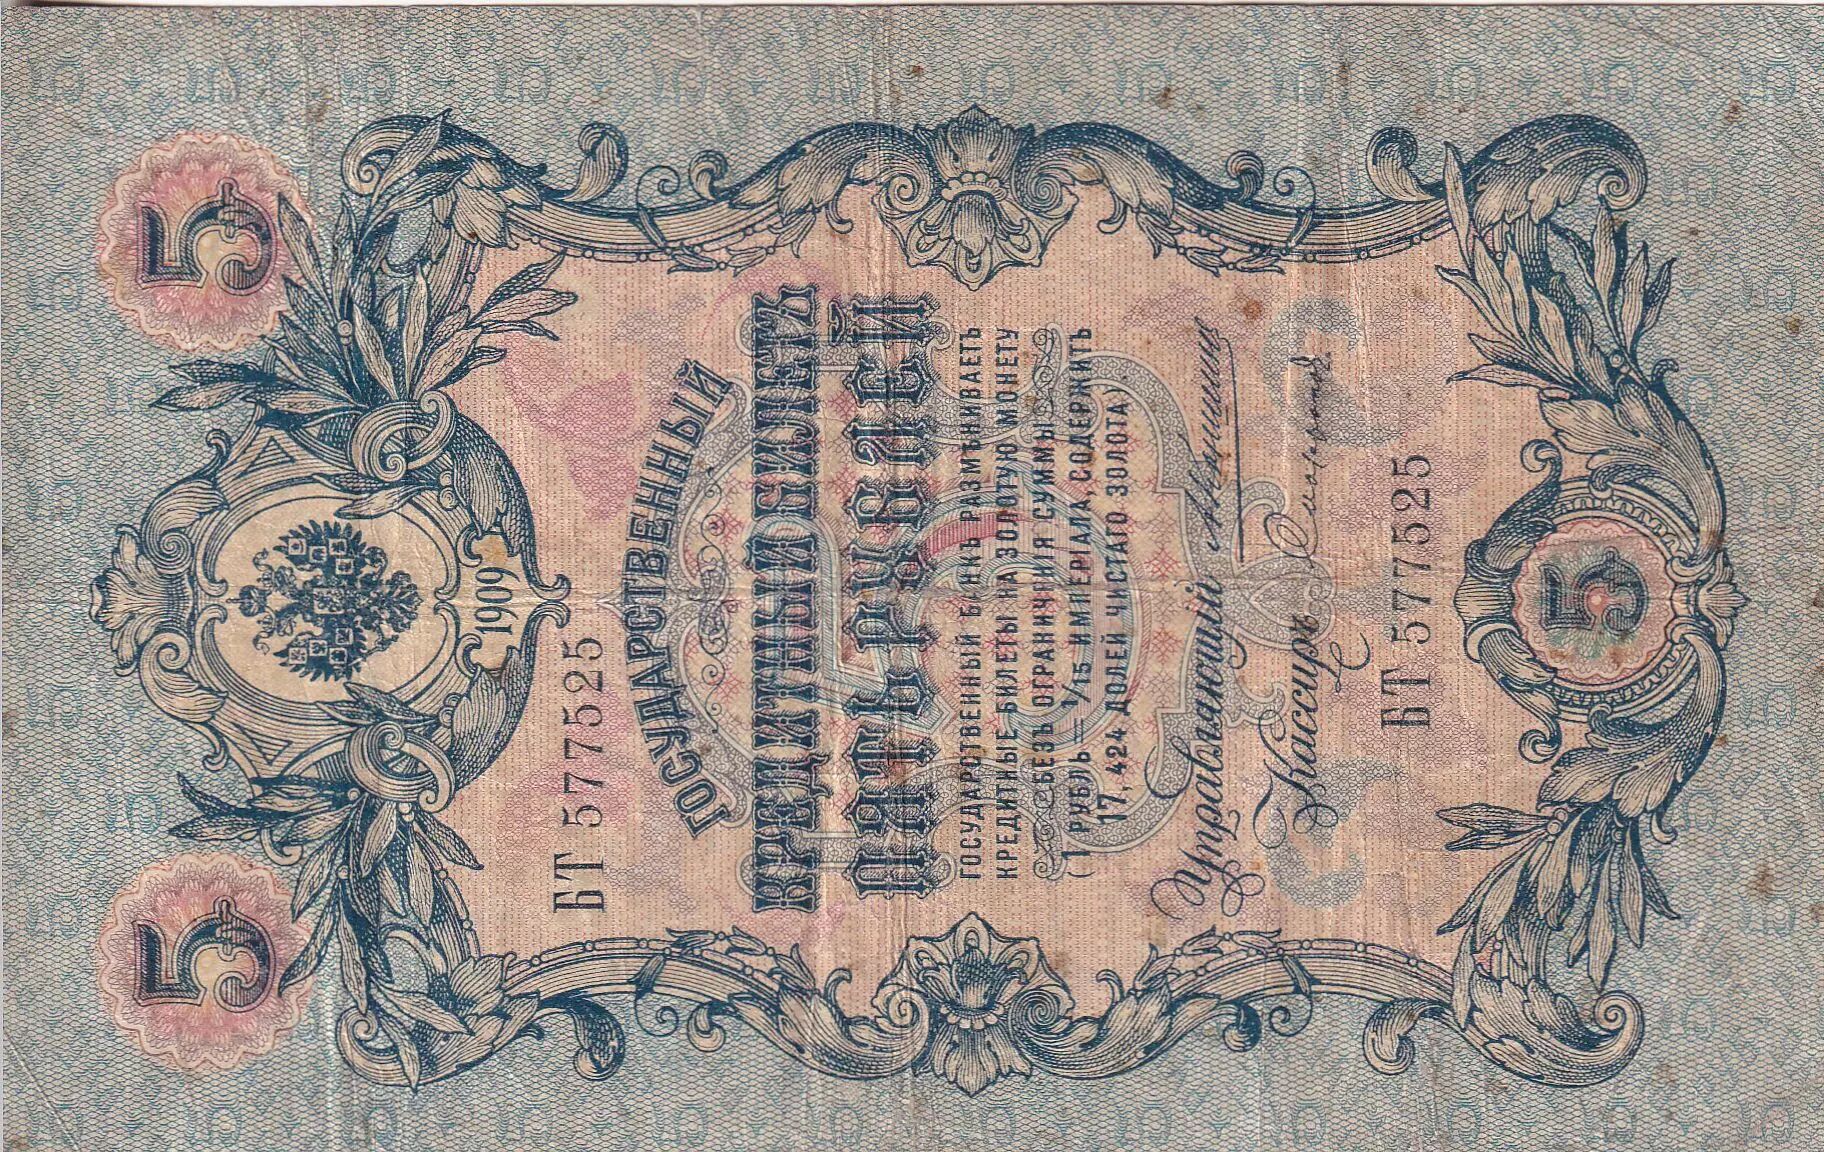 5 5
1909
БТ 577525
ГОСУДАРСТВЕННЫЙ
КРЕДИТНЫЙ БИЛЕТЪ
ПЯТЬ РУБЛЕЙ
ГОСУДАРСТВЕННЫЙ БАНКЪ РАЗМѢНИВАЕТЪ
КРЕДИТНЫЕ БИЛЕТЫ НА ЗОЛОТУЮ МОНЕТУ
БЕЗЪ ОГРАНИЧЕНІЯ СУММЫ
(1 РУБЛЬ = 1/15 ИМПЕРІАЛА, СОДЕРЖИТЪ
17,424 ДОЛЕЙ ЧИСТАГО ЗОЛОТА)
Управляющій
Кассиръ
БТ 577525
5